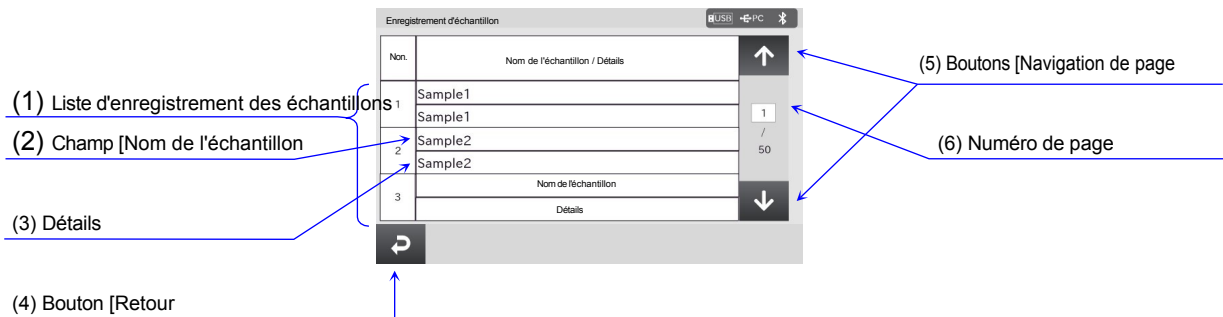 Enregistrement d'échantillon
USB PC
Non.
Nom de l'échantillon / Détails
1
Sample1
Sample1
2
Sample2
Sample2
3
Nom de l'échantillon
Détails
1
/
50
(1) Liste d'enregistrement des échantillons
(2) Champ [Nom de l'échantillon
(3) Détails
(4) Bouton [Retour
(5) Boutons [Navigation de page
(6) Numéro de page